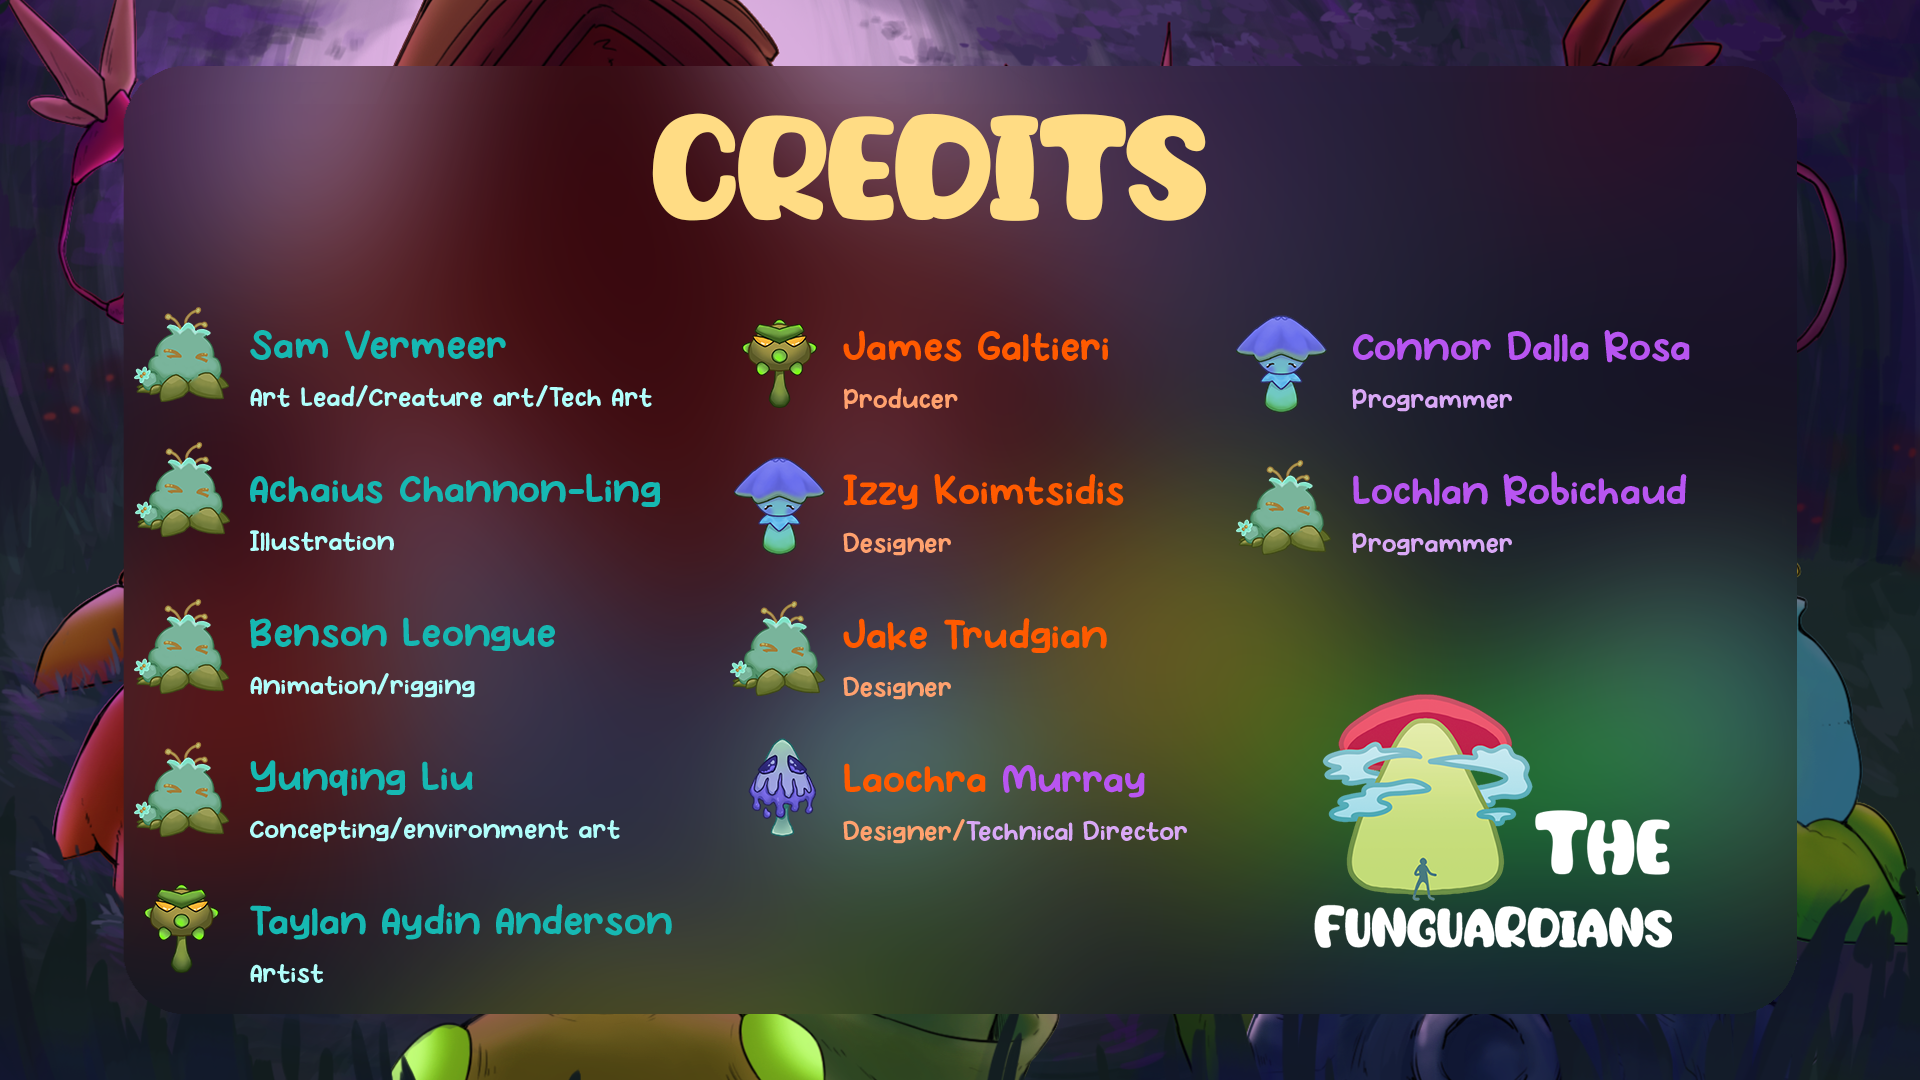 CREDITS
Sam Vermeer
Art Lead/Creature art/Tech Art
Achaius Channon-Ling
Illustration
Benson Leongue
Animation/rigging
Yunqing Liu
Concepting/environment art
Taylan Aydin Anderson
Artist
James Galtieri
Producer
Izzy Koimtsidis
Designer
Jake Trudgian
Designer
Laochra Murray
Designer/Technical Director
Connor Dalla Rosa
Programmer
Lochlan Robichaud
Programmer
THE
FUNGUARDIANS